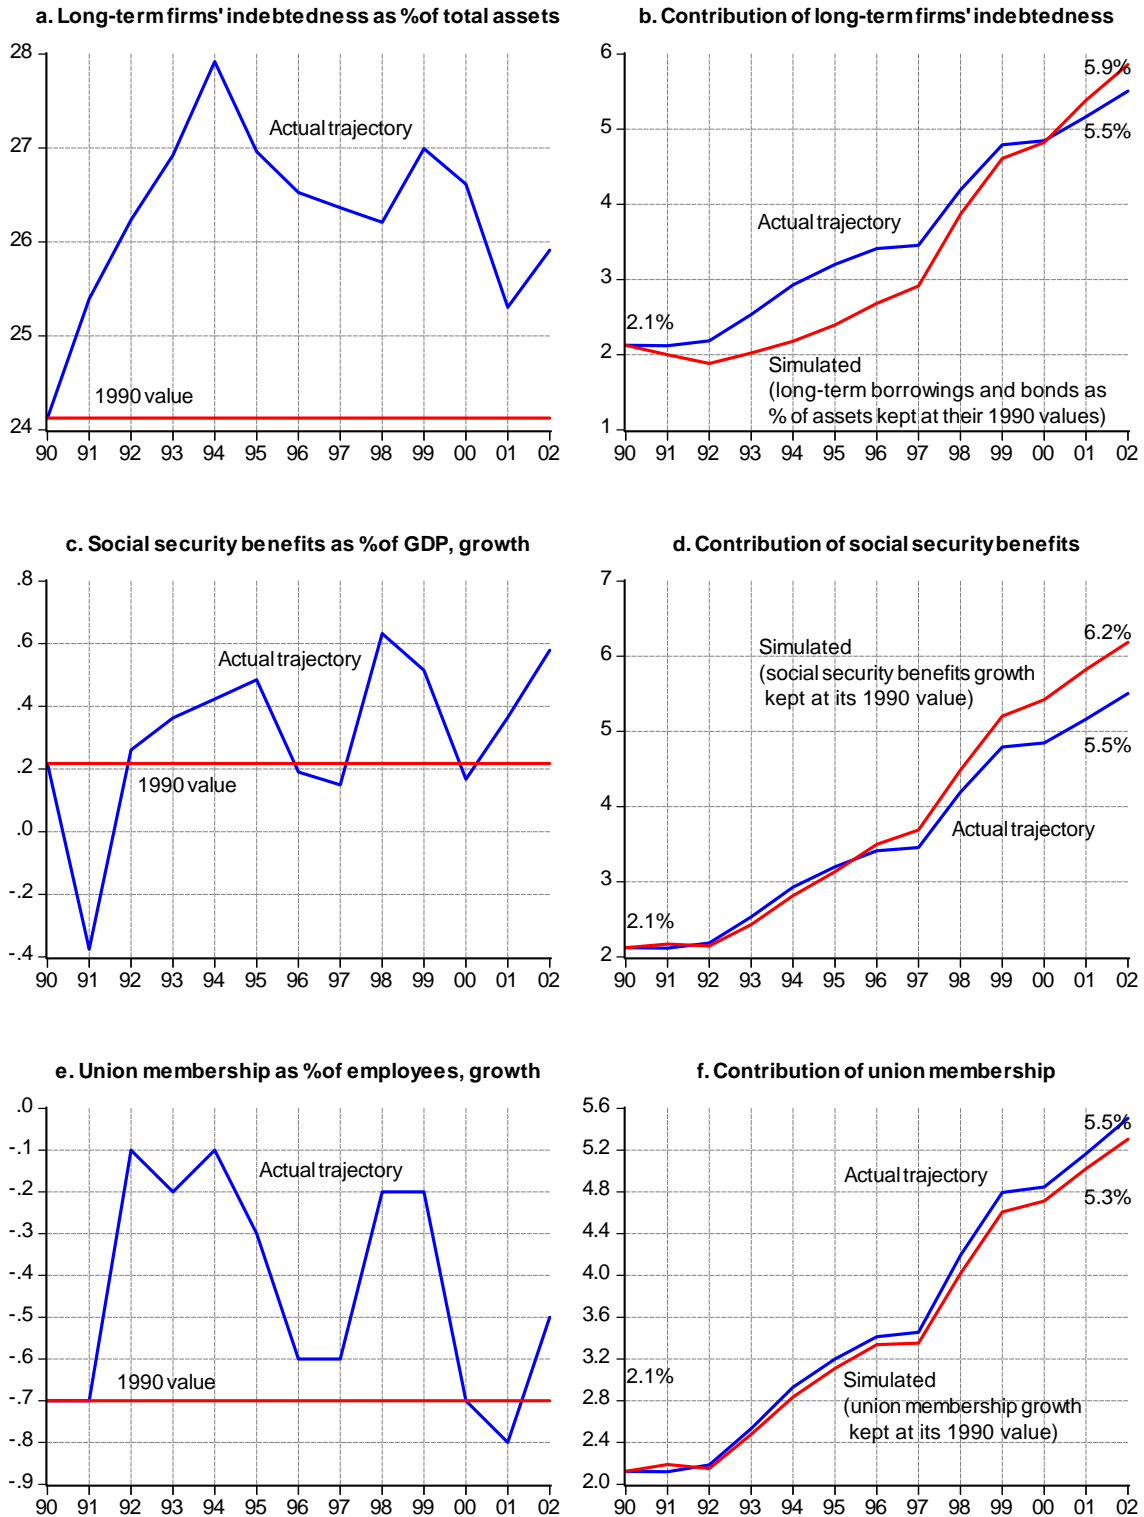 a. Long-term firms' indebtedness as % of total assets
28
27
26
25
24
Actual trajectory
1990 value
90 91 92 93 94 95 96 97 98 99 00 01 02
b. Contribution of long-term firms' indebtedness
6
5
4
3
2
1
5.9%
5.5%
Actual trajectory
2.1%
Simulated
(long-term borrowings and bonds as
% of assets kept at their 1990 values)
90 91 92 93 94 95 96 97 98 99 00 01 02
c. Social security benefits as % of GDP, growth
.8
.6
.4
.2
.0
-.2
-.4
Actual trajectory
1990 value
90 91 92 93 94 95 96 97 98 99 00 01 02
d. Contribution of social security benefits
7
6
5
4
3
2
6.2%
Simulated
(social security benefits growth
kept at its 1990 value)
5.5%
Actual trajectory
2.1%
90 91 92 93 94 95 96 97 98 99 00 01 02
e. Union membership as % of employees, growth
.0
-.1
-.2
-.3
-.4
-.5
-.6
-.7
-.8
-.9
Actual trajectory
1990 value
90 91 92 93 94 95 96 97 98 99 00 01 02
f. Contribution of union membership
5.6
5.2
4.8
4.4
4.0
3.6
3.2
2.8
2.4
2.0
5.5%
Actual trajectory
5.3%
2.1%
Simulated
(union membership growth
kept at its 1990 value)
90 91 92 93 94 95 96 97 98 99 00 01 02